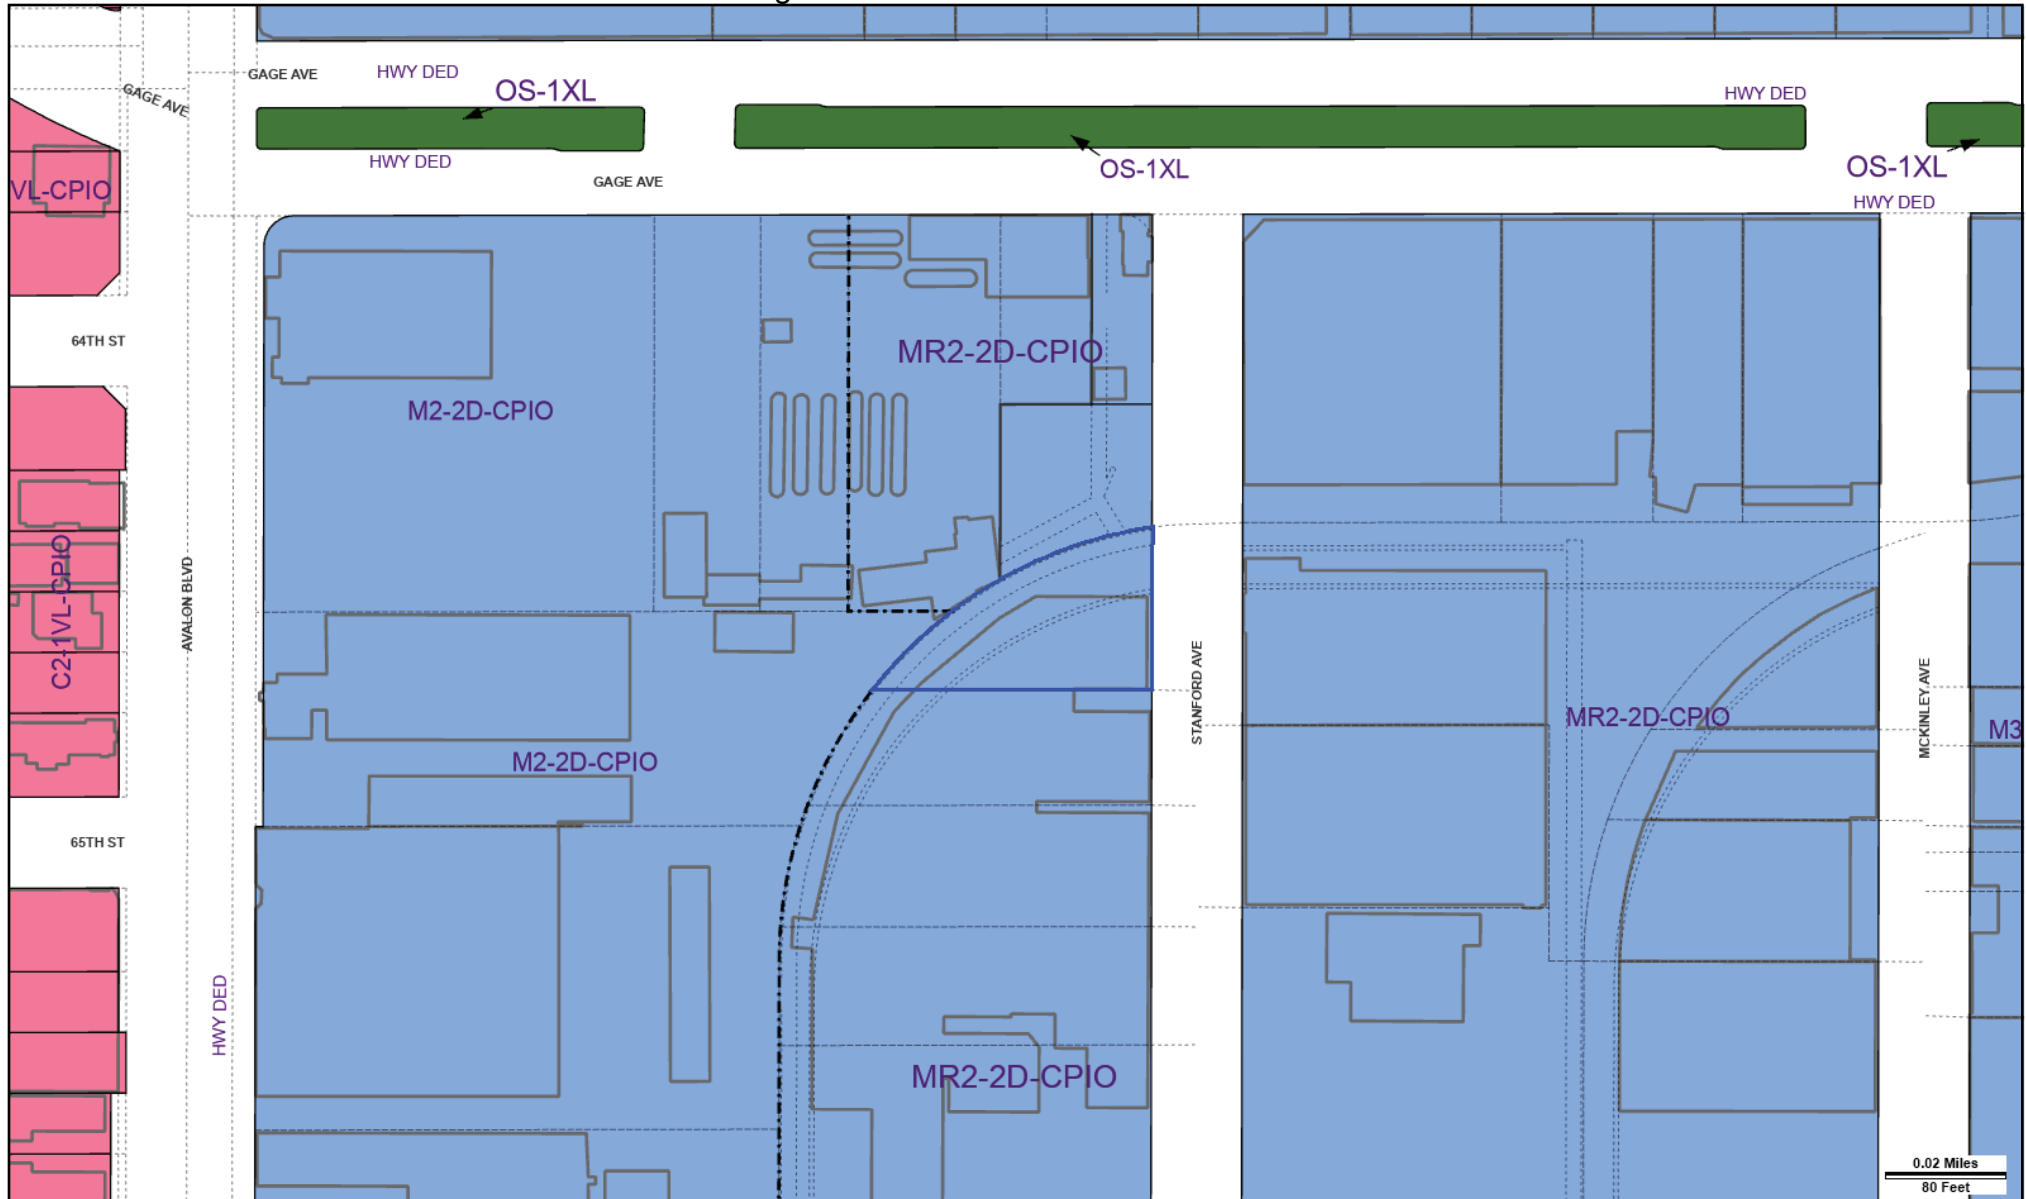 GAGE AVE
HWY DED
GAGE AVE
OS-1XL
HWY DED
HWY DED
GAGE AVE
OS-1XL
OS-1XL
HWY DED
VL-CPIO
64TH ST
MR2-2D-CPIO
M2-2D-CPIO
C2-1VL-CPIO
AVALON BLVD
STANFORD AVE
MR2-2D-CPIO
MCKINLEY AVE
M3
M2-2D-CPIO
65TH ST
HWY DED
MR2-2D-CPIO
0.02 Miles
80 Feet